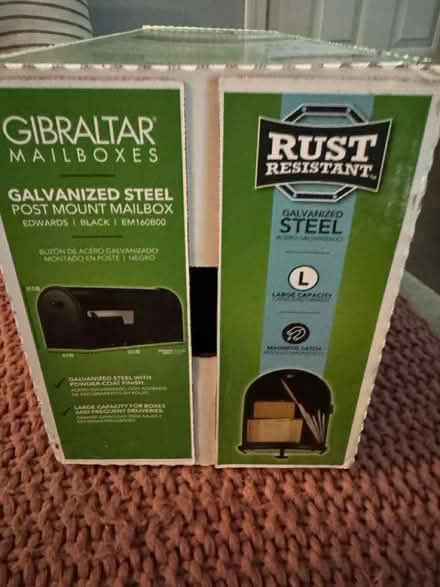 GIBRALTAR®
MAILBOXES
GALVANIZED STEEL
POST MOUNT MAILBOX
EDWARDS | BLACK | EM160B00
BUZÓN DE ACERO GALVANIZADO
MONTADO EN POSTE | NEGRO
GALVANIZED STEEL WITH
POWDER-COAT FINISH
LARGE CAPACITY FOR BOXES
AND FREQUENT DELIVERIES
RUST
RESISTANT
GALVANIZED
STEEL
ACERO GALVANIZADO
L
LARGE CAPACITY
MAGNETIC LATCH